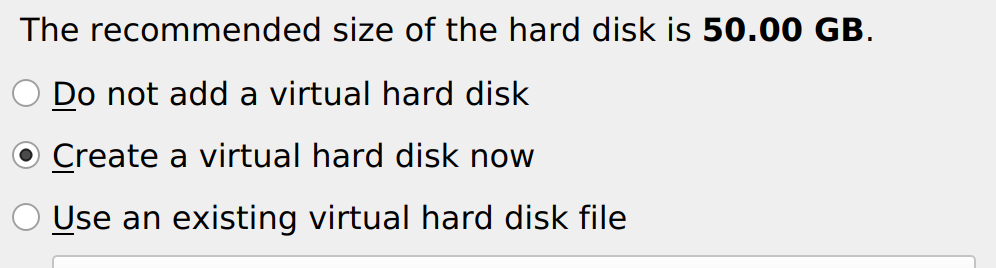 The recommended size of the hard disk is 50.00 GB.
Do not add a virtual hard disk
Create a virtual hard disk now
Use an existing virtual hard disk file